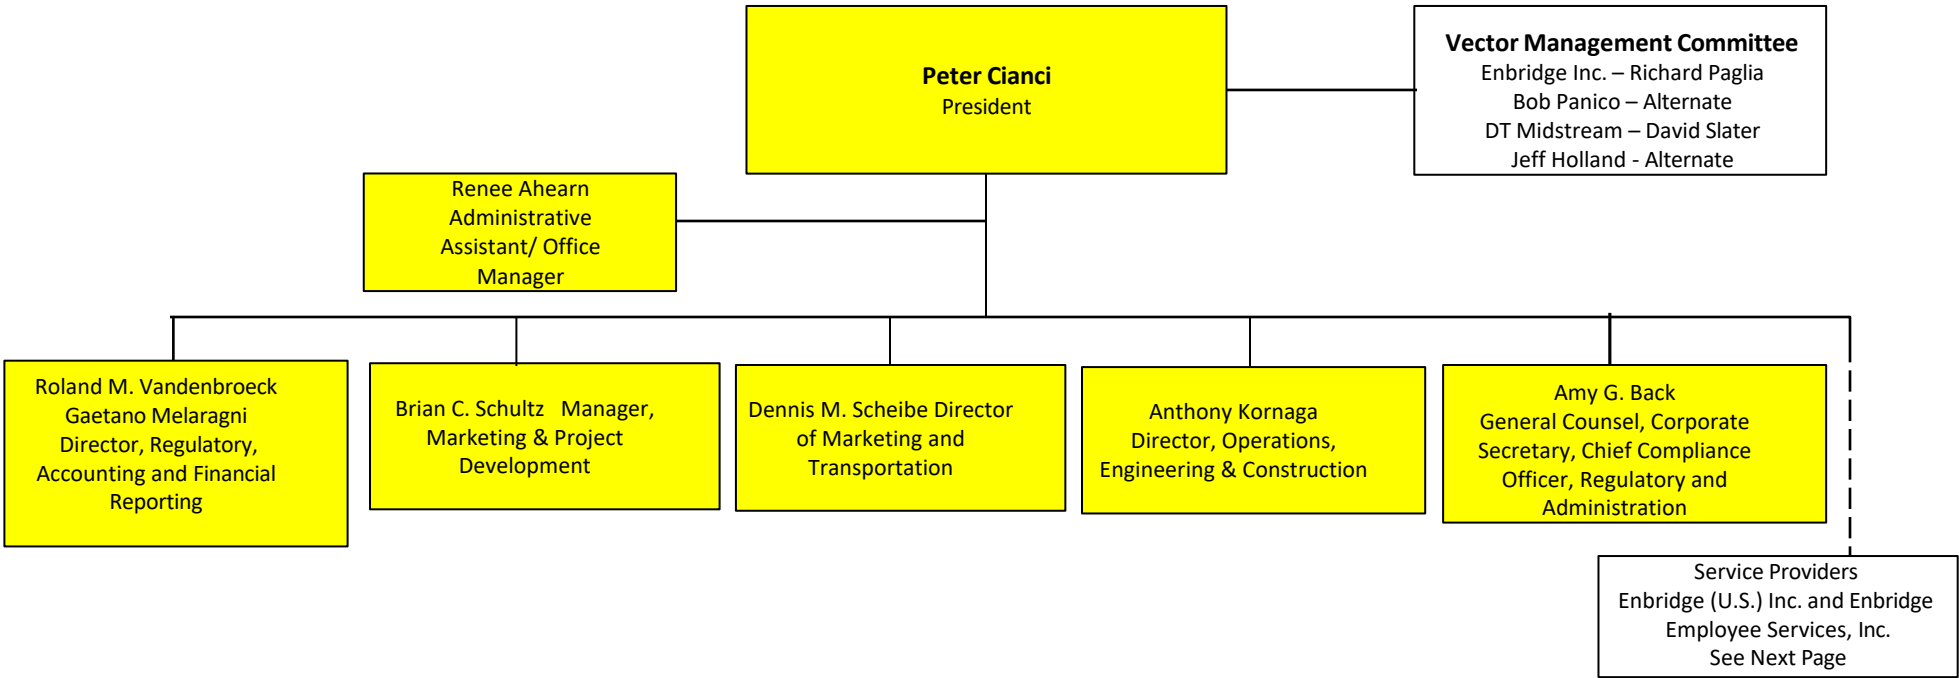 Peter Cianci
President
Vector Management Committee
Enbridge Inc. – Richard Paglia
Bob Panico – Alternate
DT Midstream – David Slater
Jeff Holland - Alternate
Renee Ahearn
Administrative
Assistant/ Office
Manager
Roland M. Vandenbroeck
Gaetano Melaragni
Director, Regulatory,
Accounting and Financial
Reporting
Brian C. Schultz   Manager,
Marketing & Project
Development
Dennis M. Scheibe Director
of Marketing and
Transportation
Anthony Kornaga
Director, Operations,
Engineering & Construction
Amy G. Back
General Counsel, Corporate
Secretary, Chief Compliance
Officer, Regulatory and
Administration
Service Providers
Enbridge (U.S.) Inc. and Enbridge
Employee Services, Inc.
See Next Page